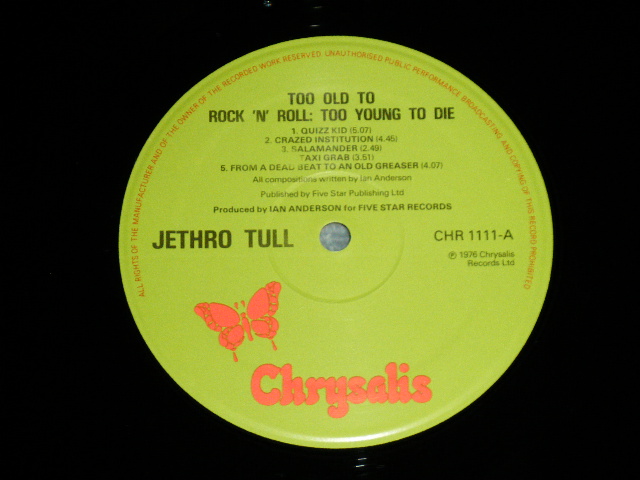 ALL RIGHTS OF THE MANUFACTURER AND OF THE OWNER OF THE RECORDED WORK RESERVED. UNAUTHORISED PUBLIC PERFORMANCE BROADCASTING AND COPYING OF THIS RECORD PROHIBITED
TOO OLD TO
ROCK 'N' ROLL: TOO YOUNG TO DIE
1. QUIZZ KID (5.07)
2. CRAZED INSTITUTION (4.45)
3. SALAMANDER (2.49)
TAXI GRAB (3.51)
5. FROM A DEAD BEAT TO AN OLD GREASER (4.07)
All compositions written by Ian Anderson
Published by Five Star Publishing Ltd
Produced by IAN ANDERSON for FIVE STAR RECORDS
JETHRO TULL
CHR 1111-A
℗ 1976 Chrysalis
Records Ltd
Chrysalis